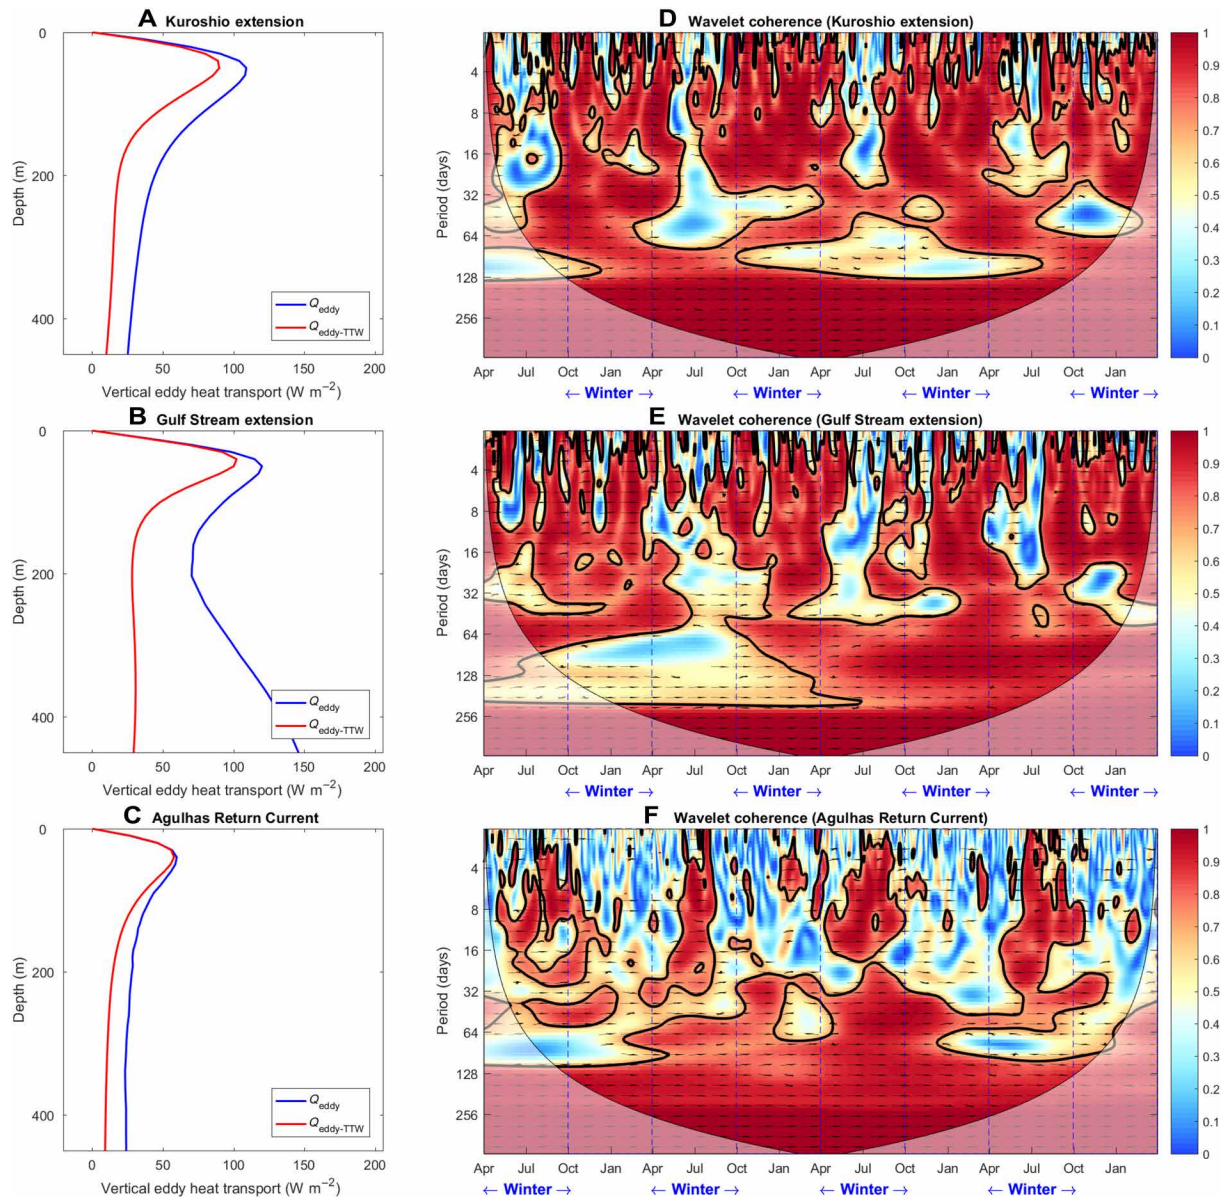 A Kuroshio extension
0
200
400
Depth (m)
Q eddy
Q eddy-TTW
0 50 100 150 200
Vertical eddy heat transport (W m−2)
D Wavelet coherence (Kuroshio extension)
4
8
16
32
64
128
256
Period (days)
Apr Jul Oct Jan Apr Jul Oct Jan Apr Jul Oct Jan Apr Jul Oct Jan
← Winter → ← Winter → ← Winter → ← Winter →
1
0.9
0.8
0.7
0.6
0.5
0.4
0.3
0.2
0.1
0
B Gulf Stream extension
0
200
400
Depth (m)
Q eddy
Q eddy-TTW
0 50 100 150 200
Vertical eddy heat transport (W m−2)
E Wavelet coherence (Gulf Stream extension)
4
8
16
32
64
128
256
Period (days)
Apr Jul Oct Jan Apr Jul Oct Jan Apr Jul Oct Jan Apr Jul Oct Jan
← Winter → ← Winter → ← Winter → ← Winter →
1
0.9
0.8
0.7
0.6
0.5
0.4
0.3
0.2
0.1
0
C Agulhas Return Current
0
200
400
Depth (m)
Q eddy
Q eddy-TTW
0 50 100 150 200
Vertical eddy heat transport (W m−2)
F Wavelet coherence (Agulhas Return Current)
4
8
16
32
64
128
256
Period (days)
Apr Jul Oct Jan Apr Jul Oct Jan Apr Jul Oct Jan Apr Jul Oct Jan
← Winter → ← Winter → ← Winter → ← Winter →
1
0.9
0.8
0.7
0.6
0.5
0.4
0.3
0.2
0.1
0